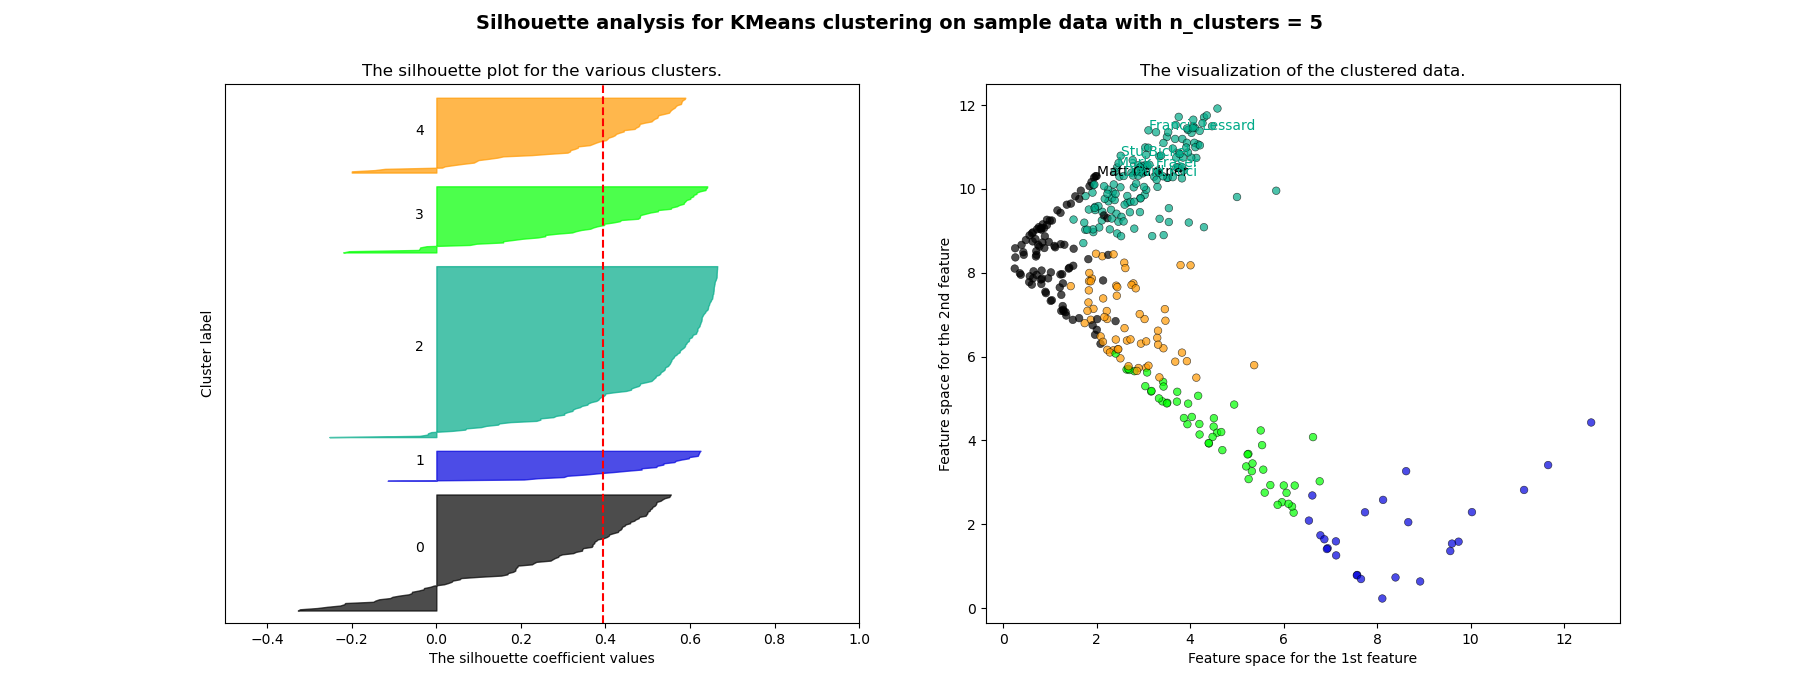 Silhouette analysis for KMeans clustering on sample data with n_clusters = 5
The silhouette plot for the various clusters.
4
3
2
1
0
Cluster label
−0.4 −0.2 0.0 0.2 0.4 0.6 0.8 1.0
The silhouette coefficient values
The visualization of the clustered data.
12
10
8
6
4
2
0
Feature space for the 2nd feature
Lessard
Matt
0 2 4 6 8 10 12
Feature space for the 1st feature